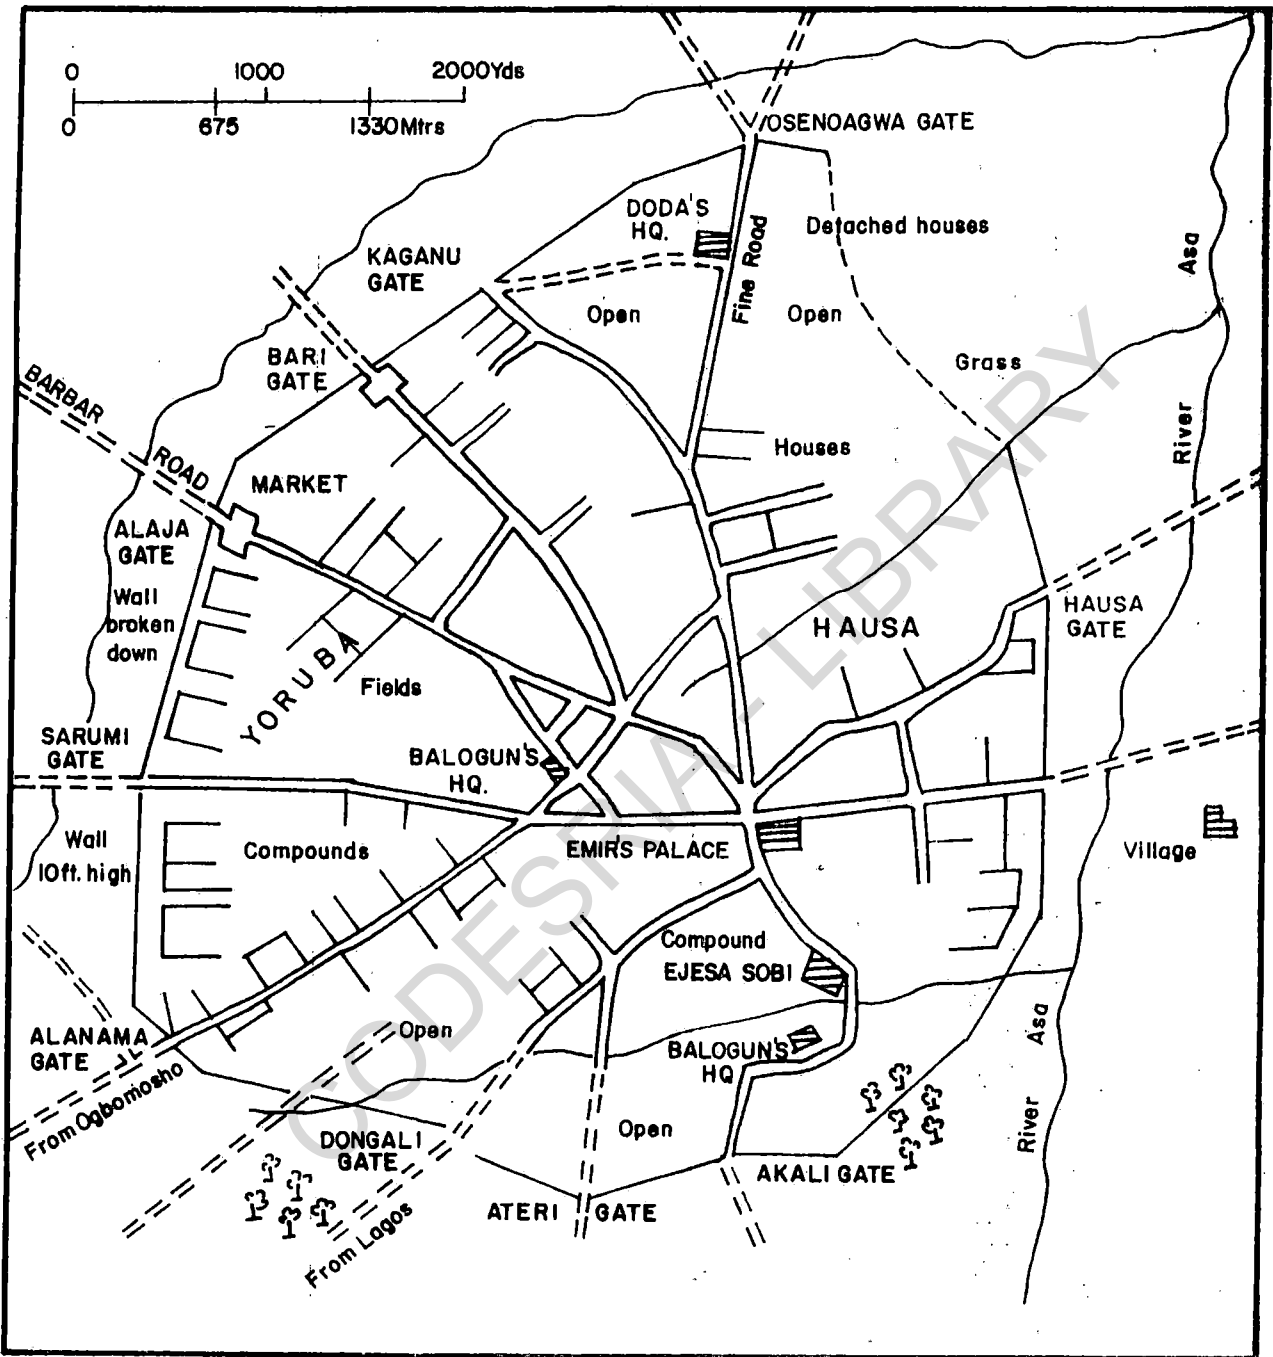 0 1000 2000Yds
0 675 1330Mtrs
OSENOAGWA GATE
DODA'S
HQ.
Fine Road
Detached houses
Asa
KAGANU
GATE
Open
Open
BARI
GATE
Grass
BARBAR
ROAD
River
MARKET
Houses
ALAJA
GATE
Wall
broken
down
HAUSA
GATE
HAUSA
YORUBA
Fields
SARUMI
GATE
BALOGUN'S
HQ.
Wall
10ft. high
Compounds
EMIR'S PALACE
Village
Compound
EJESA SOBI
ALANAMA
GATE
Open
BALOGUN'S
HQ
Asa
River
From Ogbomosho
DONGALI
GATE
Open
AKALI GATE
ATERI GATE
From Lagos
CODESRIA - LIBRARY